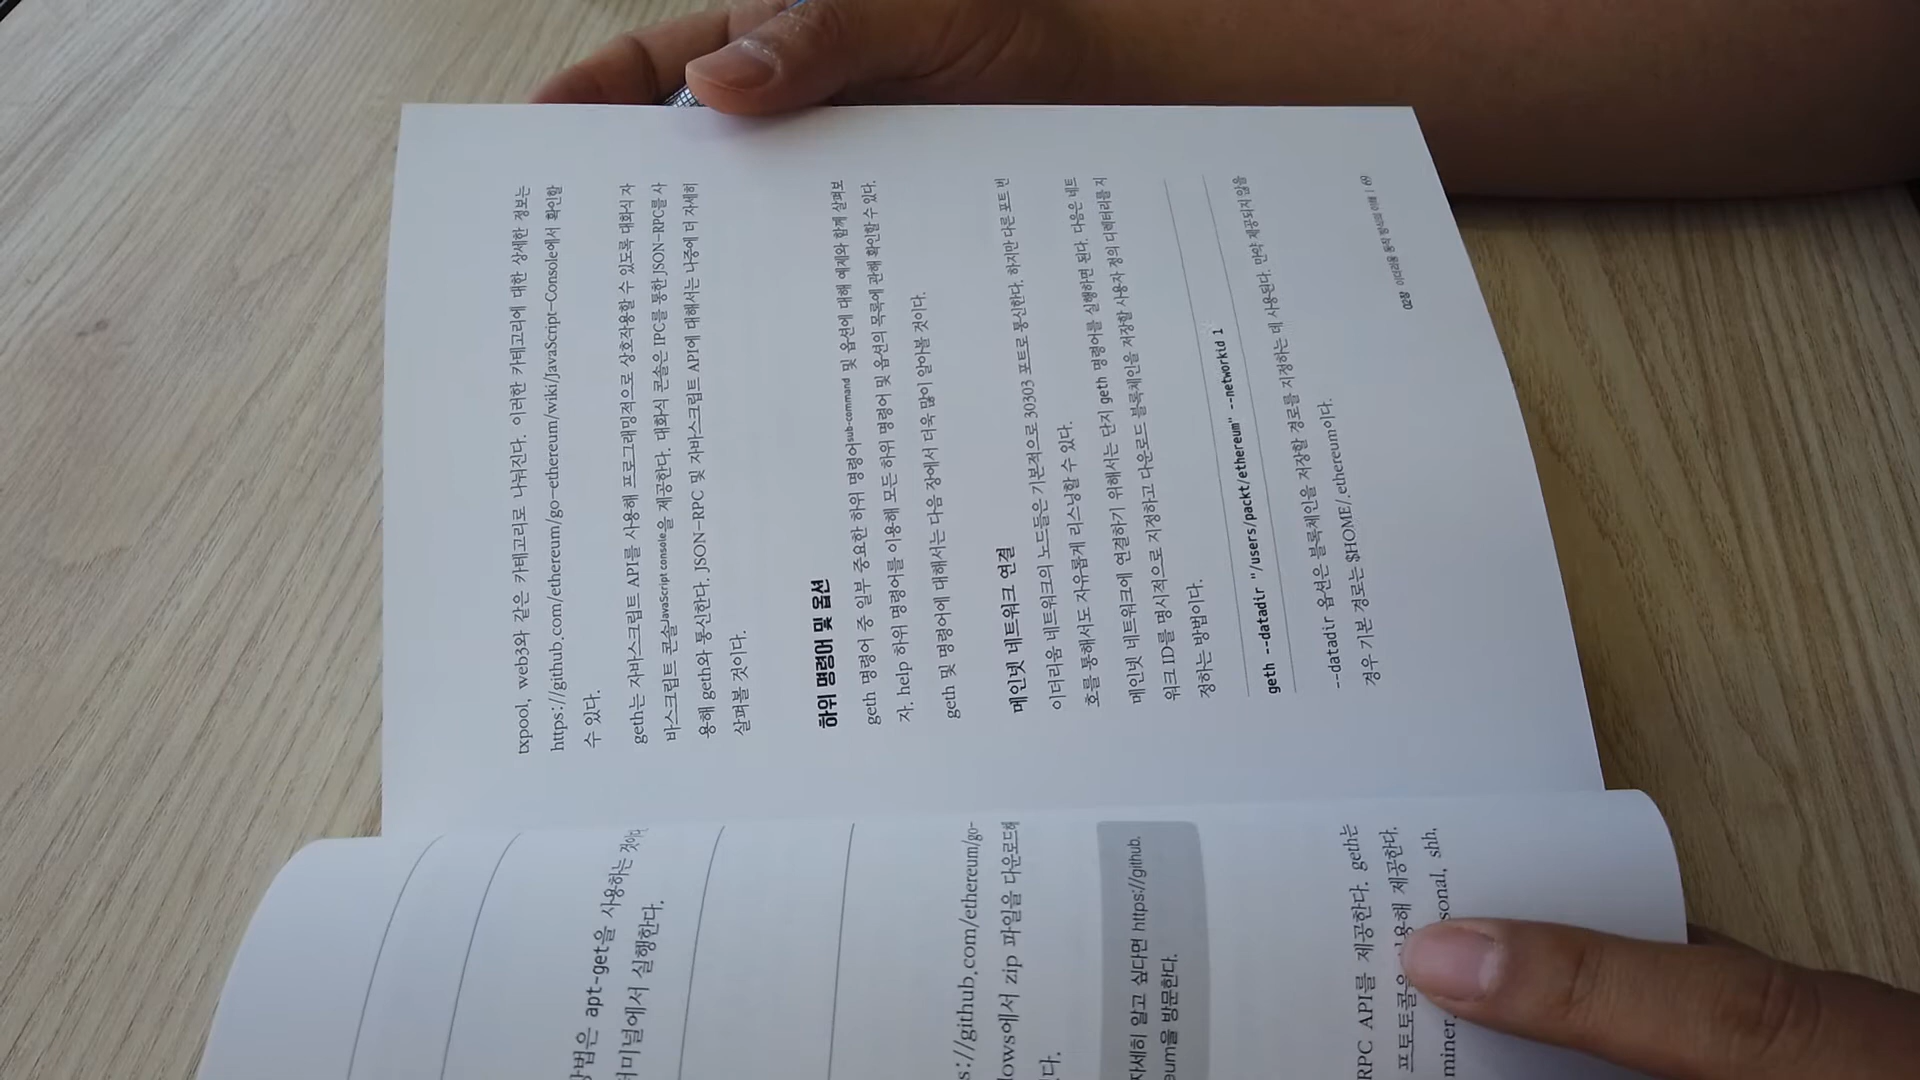 방법은 apt-get을 사용하는 것이다
터미널에서 실행한다.
s://github.com/ethereum/go-
dows에서 zip 파일을 다운로드해
다.
자세히 알고 싶다면 https://github.
eum을 방문한다.
RPC API를 제공한다. geth는
프로토콜을 제공한다.
miner, sonal, shh,
txpool, web3와 같은 카테고리로 나눠진다. 이러한 카테고리에 대한 상세한 정보는
https://github.com/ethereum/go-ethereum/wiki/JavaScript-Console에서 확인할
수 있다.
geth는 자바스크립트 API를 사용해 프로그래밍적으로 상호작용할 수 있도록 대화식 자
바스크립트 콘솔JavaScript console을 제공한다. 대화식 콘솔은 IPC를 통한 JSON-RPC를 사
용해 geth와 통신한다. JSON-RPC 및 자바스크립트 API에 대해서는 나중에 더 자세히
살펴볼 것이다.
하위 명령어 및 옵션
geth 명령어 중 일부 중요한 하위 명령어sub-command 및 옵션에 대해 예제와 함께 살펴보
자. help 하위 명령어를 이용해 모든 하위 명령어 및 옵션의 목록에 관해 확인할 수 있다.
geth 및 명령어에 대해서는 다음 장에서 더욱 많이 알아볼 것이다.
메인넷 네트워크 연결
이더리움 네트워크의 노드들은 기본적으로 30303 포트로 통신한다. 하지만 다른 포트 번
호를 통해서도 자유롭게 리스닝할 수 있다.
메인넷 네트워크에 연결하기 위해서는 단지 geth 명령어를 실행하면 된다. 다음은 네트
워크 ID를 명시적으로 지정하고 다운로드 블록체인을 저장할 사용자 정의 디렉터리를 지
정하는 방법이다.
geth --datadir "/users/packt/ethereum" --networkid 1
--datadir 옵션은 블록체인을 저장할 경로를 지정하는 데 사용된다. 만약 제공되지 않을
경우 기본 경로는 $HOME/.ethereum이다.
02장 이더리움 동작 방식의 이해 | 69